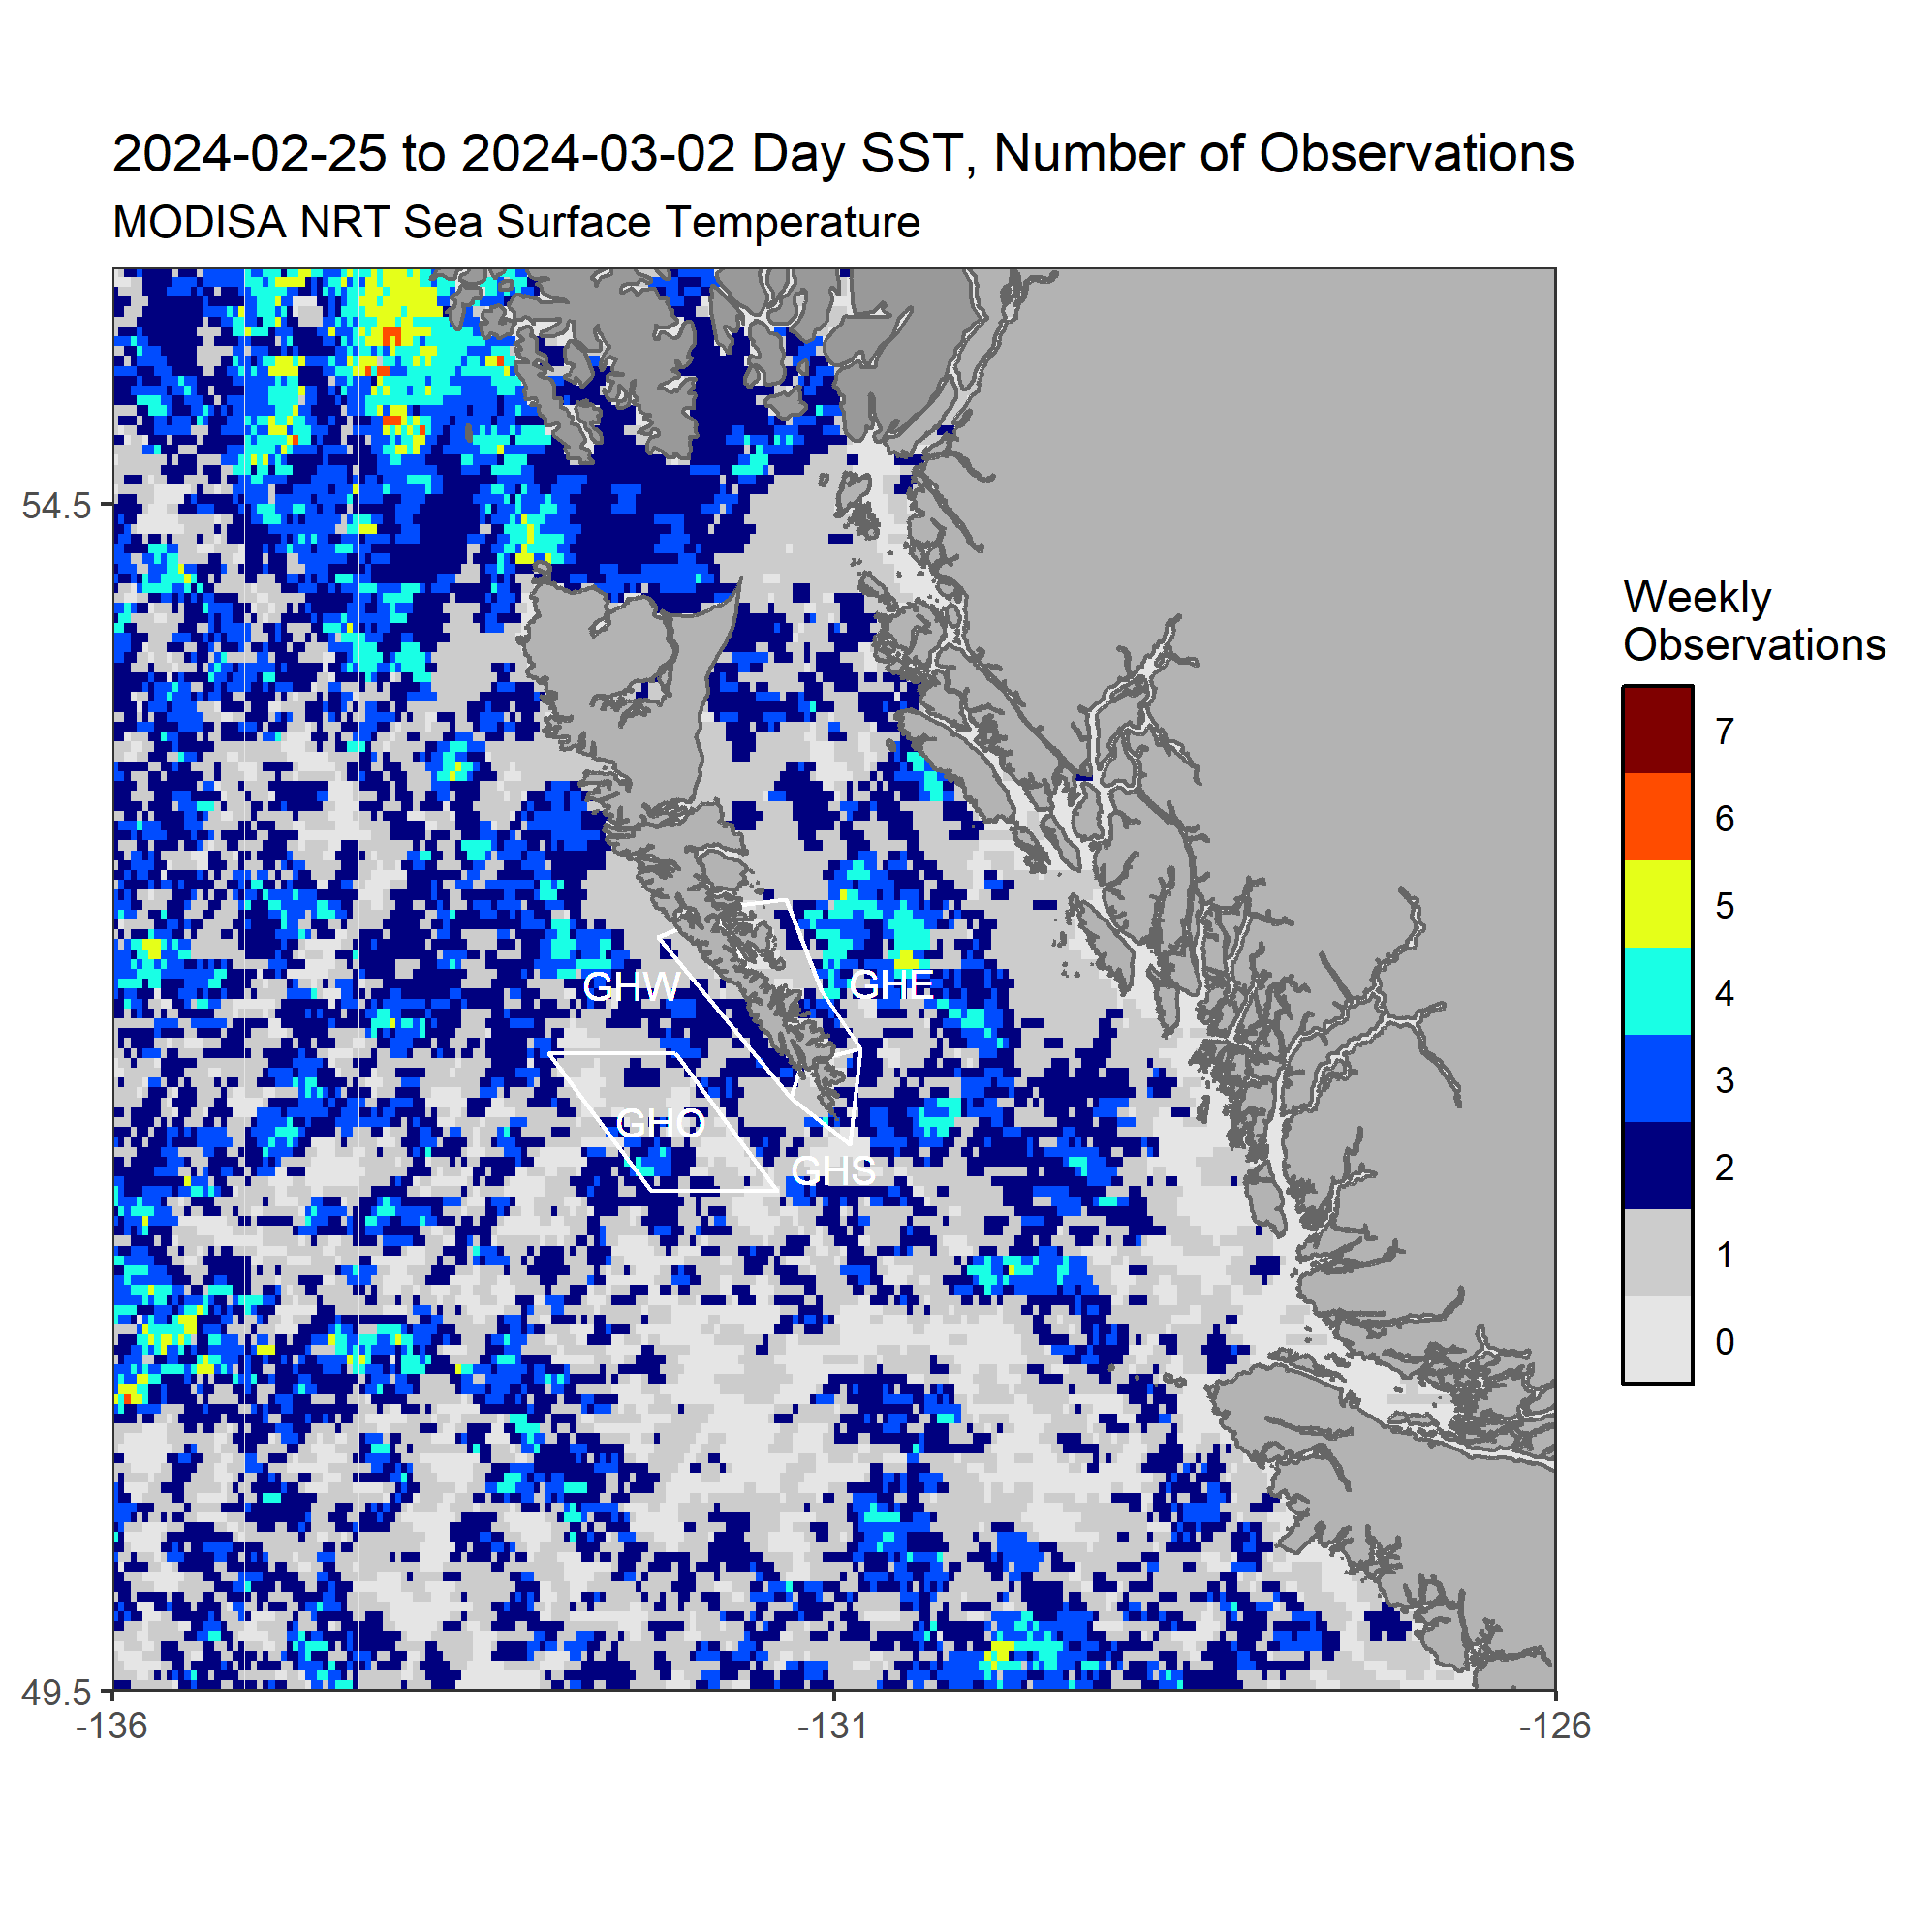 2024-02-25 to 2024-03-02 Day SST, Number of Observations
MODISA NRT Sea Surface Temperature
54.5
49.5
-136
-131
-126
GHW
GHE
GHO
GHS
Weekly
Observations
7
6
5
4
3
2
1
0